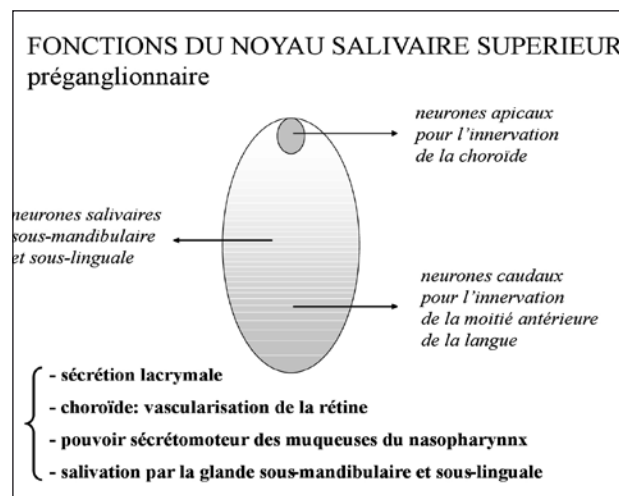 FONCTIONS DU NOYAU SALIVAIRE SUPERIEUR
préganglionnaire
neurones apicaux
pour l'innervation
de la choroïde
neurones salivaires
sous-mandibulaire
et sous-linguale
neurones caudaux
pour l'innervation
de la moitié antérieure
de la langue
- sécrétion lacrymale
- choroïde: vascularisation de la rétine
- pouvoir sécrétomoteur des muqueuses du nasopharynnx
- salivation par la glande sous-mandibulaire et sous-linguale